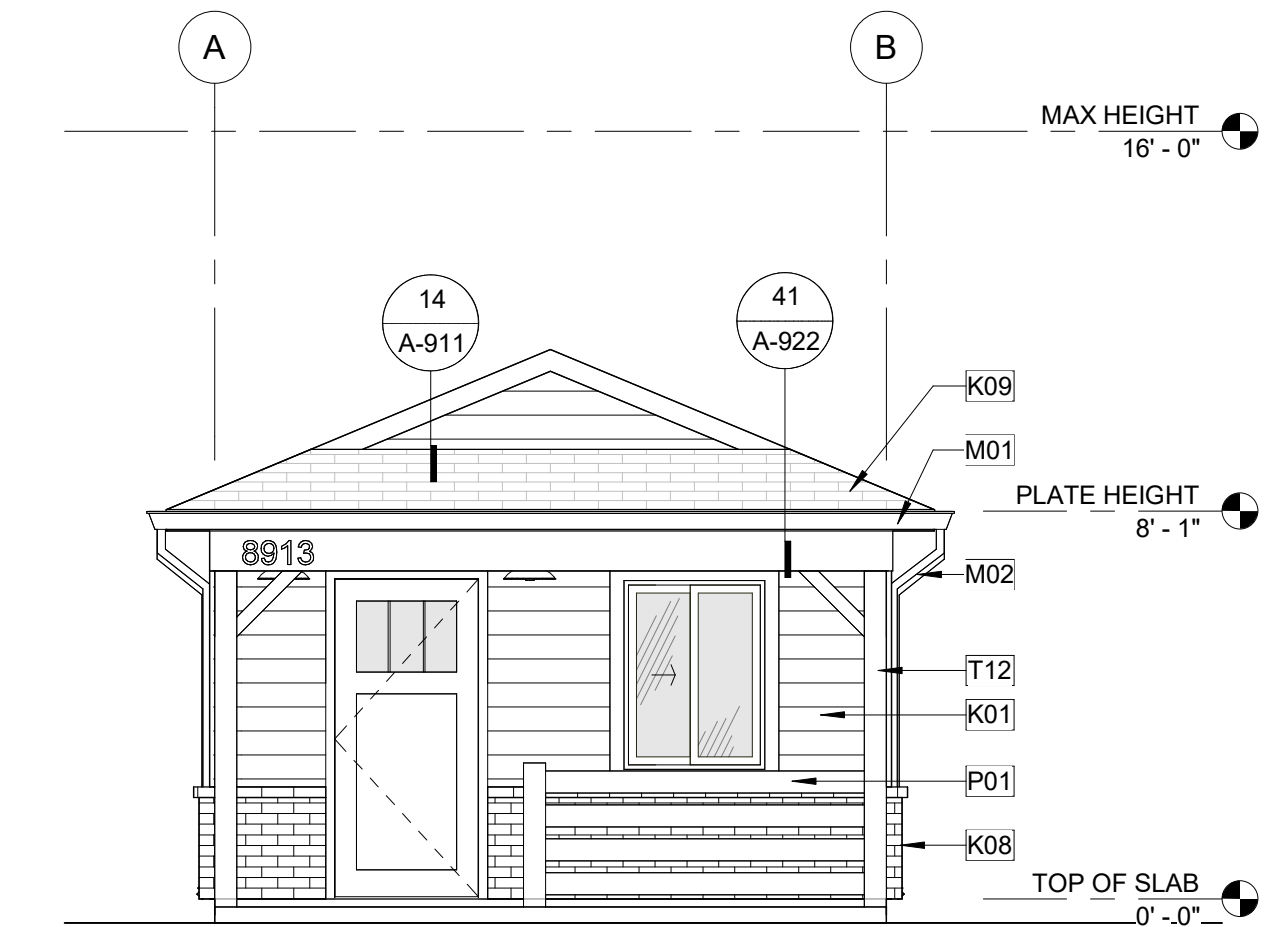 A
B
MAX HEIGHT
16' - 0"
14
A-911
41
A-922
K09
M01
PLATE HEIGHT
8' - 1"
8913
M02
T12
K01
P01
K08
TOP OF SLAB
0' - 0"